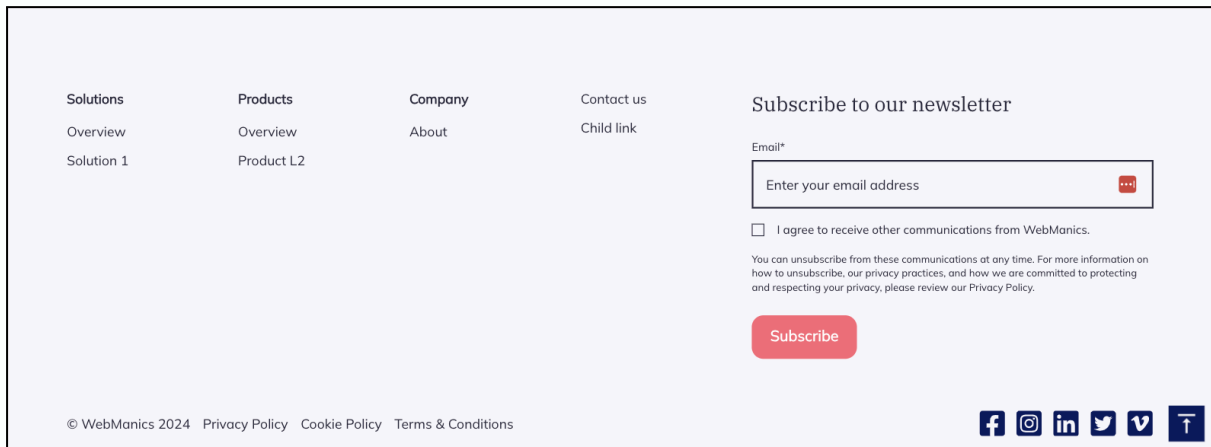 Solutions
Overview
Solution 1
Products
Overview
Product L2
Company
About
Contact us
Child link
Subscribe to our newsletter
Email*
Enter your email address
I agree to receive other communications from WebManics.
You can unsubscribe from these communications at any time. For more information on
how to unsubscribe, our privacy practices, and how we are committed to protecting
and respecting your privacy, please review our Privacy Policy.
Subscribe
© WebManics 2024 Privacy Policy Cookie Policy Terms & Conditions